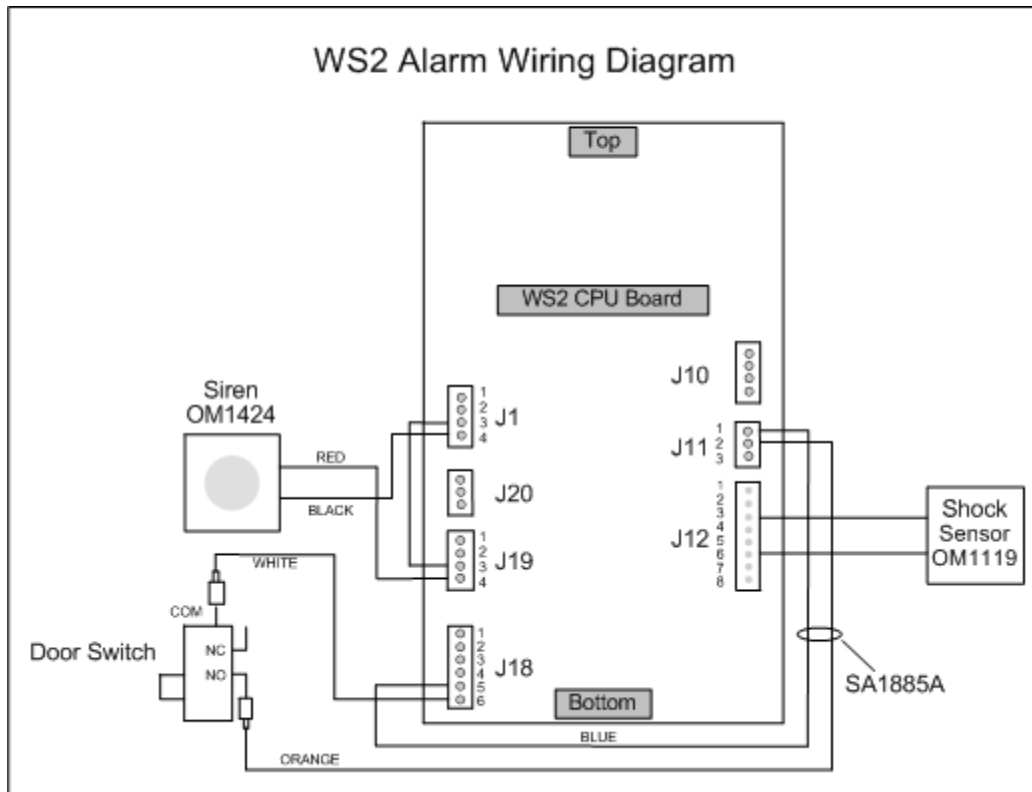 WS2 Alarm Wiring Diagram
Top
WS2 CPU Board
J10
Siren
OM1424
1
2
3
4
J1
RED
BLACK
J11
1
2
3
J20
J12
1
2
3
4
5
6
7
8
Shock
Sensor
OM1119
1
2
3
4
J19
WHITE
COM
Door Switch
NC
NO
1
2
3
4
5
6
J18
SA1885A
Bottom
BLUE
ORANGE